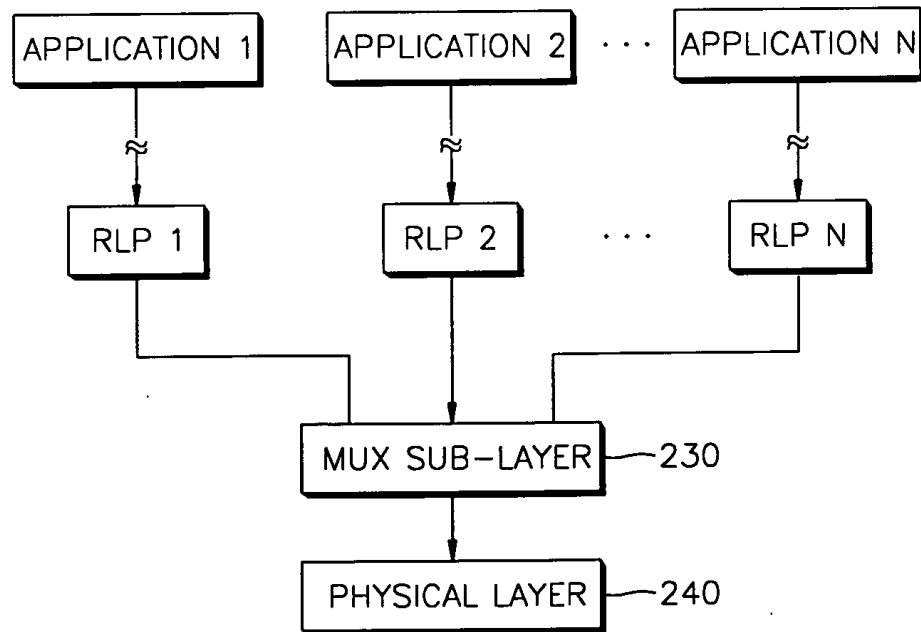 APPLICATION 1 APPLICATION 2 ... APPLICATION N
RLP 1 RLP 2 ... RLP N
MUX SUB-LAYER 230
PHYSICAL LAYER 240